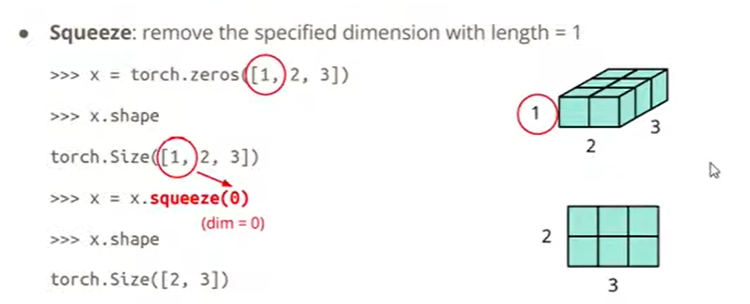 • Squeeze: remove the specified dimension with length = 1
>>> x = torch.zeros([1, 2, 3])
>>> x.shape
torch.Size([1, 2, 3])
>>> x = x.squeeze(0)
(dim = 0)
>>> x.shape
torch.Size([2, 3])
1
2
3
2
3